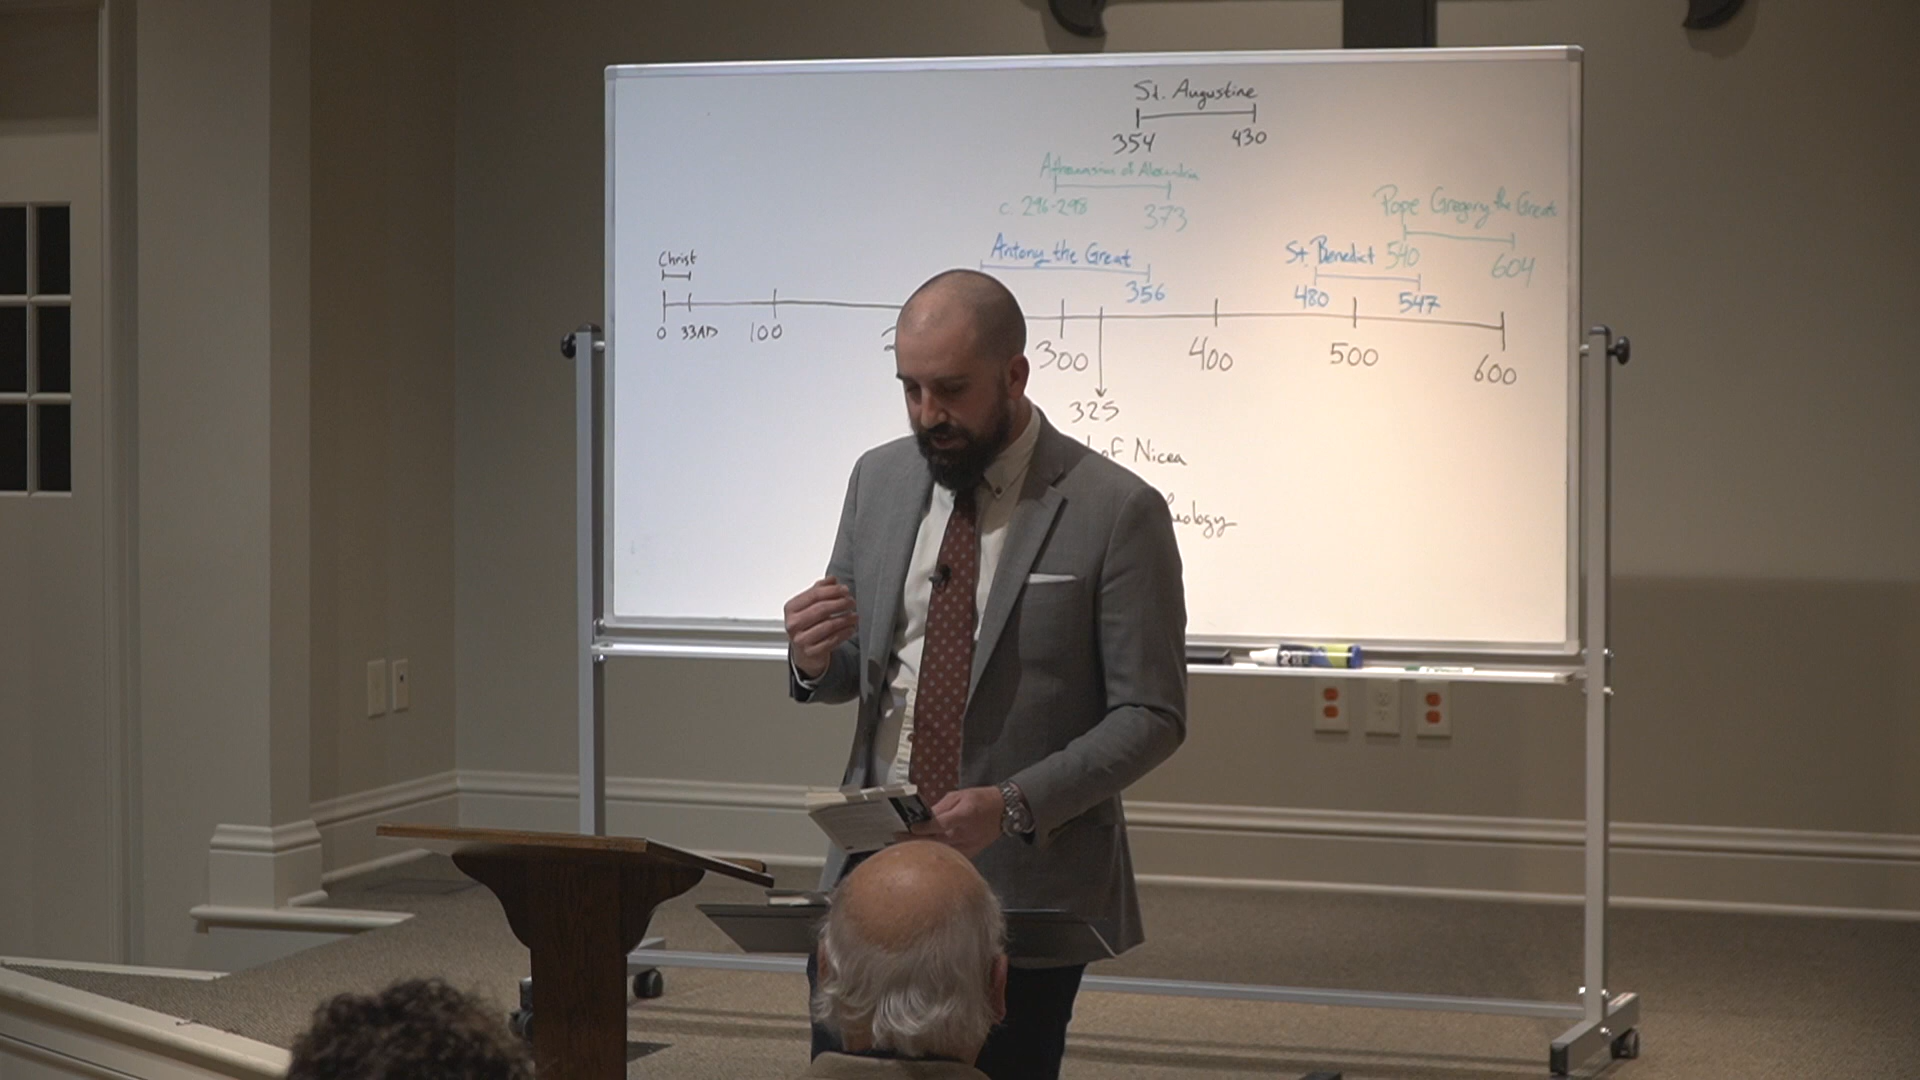 St. Augustine
354 430
Athanasius of Alexandria
c. 296-298 373
Pope Gregory the Great
540 604
Antony the Great
356
St. Benedict
480 547
Christ
0 33AD 100 300 400 500 600
325
of Nicea